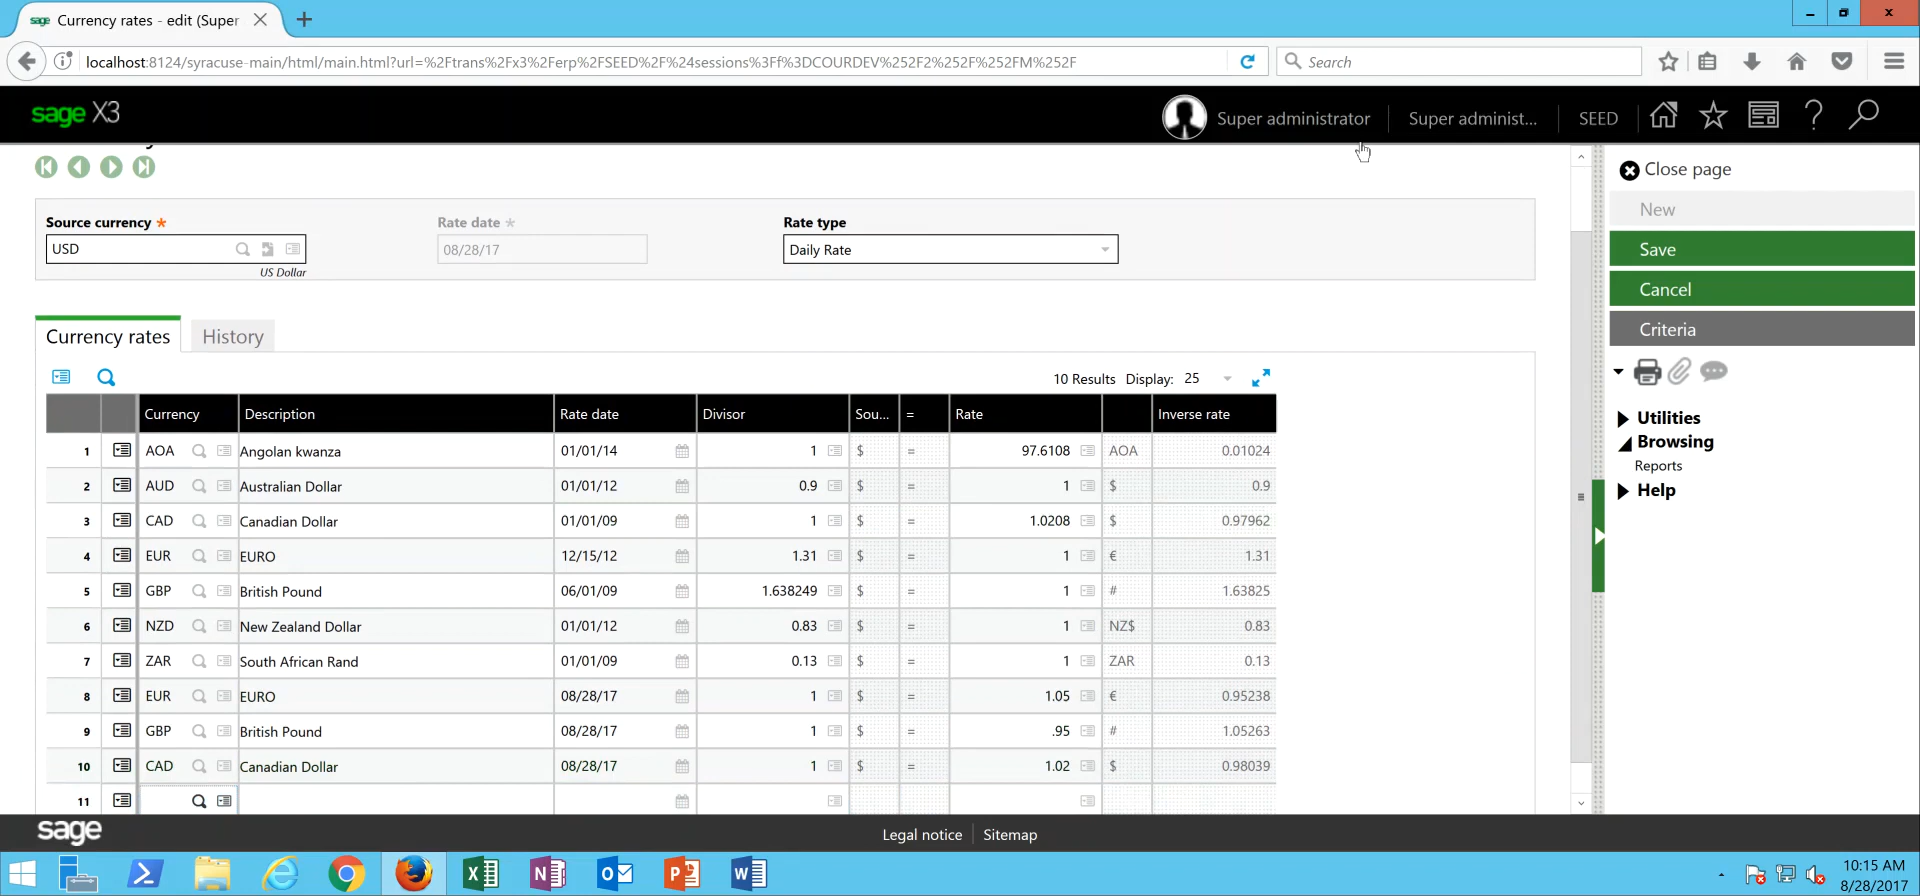 sage Currency rates - edit (Super
localhost:8124/syracuse-main/html/main.html?url=%2Ftrans%2Fx3%2Ferp%2FSEED%2F%24sessions%3Ff%3DCOURDEV%252F2%252F%252FM%252F
Search
sage X3
Super administrator
Super administ...
SEED
Close page
New
Save
Cancel
Criteria
Utilities
Browsing
Reports
Help
Source currency *
Rate date *
Rate type
USD
08/28/17
Daily Rate
US Dollar
Currency rates
History
10 Results Display: 25
Currency Description Rate date Divisor Sou... = Rate Inverse rate
1 AOA Angolan kwanza 01/01/14 1 $ = 97.6108 AOA 0.01024
2 AUD Australian Dollar 01/01/12 0.9 $ = 1 $ 0.9
3 CAD Canadian Dollar 01/01/09 1 $ = 1.0208 $ 0.97962
4 EUR EURO 12/15/12 1.31 $ = 1 € 1.31
5 GBP British Pound 06/01/09 1.638249 $ = 1 # 1.63825
6 NZD New Zealand Dollar 01/01/12 0.83 $ = 1 NZ$ 0.83
7 ZAR South African Rand 01/01/09 0.13 $ = 1 ZAR 0.13
8 EUR EURO 08/28/17 1 $ = 1.05 € 0.95238
9 GBP British Pound 08/28/17 1 $ = .95 # 1.05263
10 CAD Canadian Dollar 08/28/17 1 $ = 1.02 $ 0.98039
11
sage
Legal notice
Sitemap
10:15 AM
8/28/2017